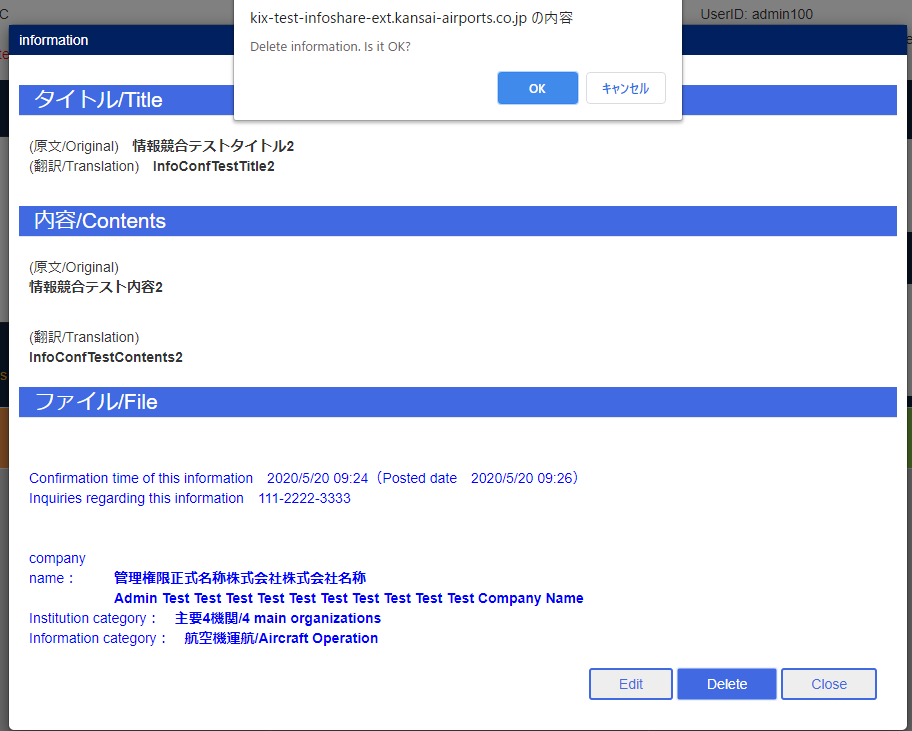 kix-test-infoshare-ext.kansai-airports.co.jp の内容
Delete information. Is it OK?
OK キャンセル
UserID: admin100
information
タイトル/Title
(原文/Original) 情報競合テストタイトル2
(翻訳/Translation) InfoConfTestTitle2
内容/Contents
(原文/Original)
情報競合テスト内容2
(翻訳/Translation)
InfoConfTestContents2
ファイル/File
Confirmation time of this information 2020/5/20 09:24（Posted date 2020/5/20 09:26）
Inquiries regarding this information 111-2222-3333
company
name： 管理権限正式名称株式会社株式会社名称
Admin Test Test Test Test Test Test Test Test Test Test Company Name
Institution category： 主要4機関/4 main organizations
Information category： 航空機運航/Aircraft Operation
Edit Delete Close